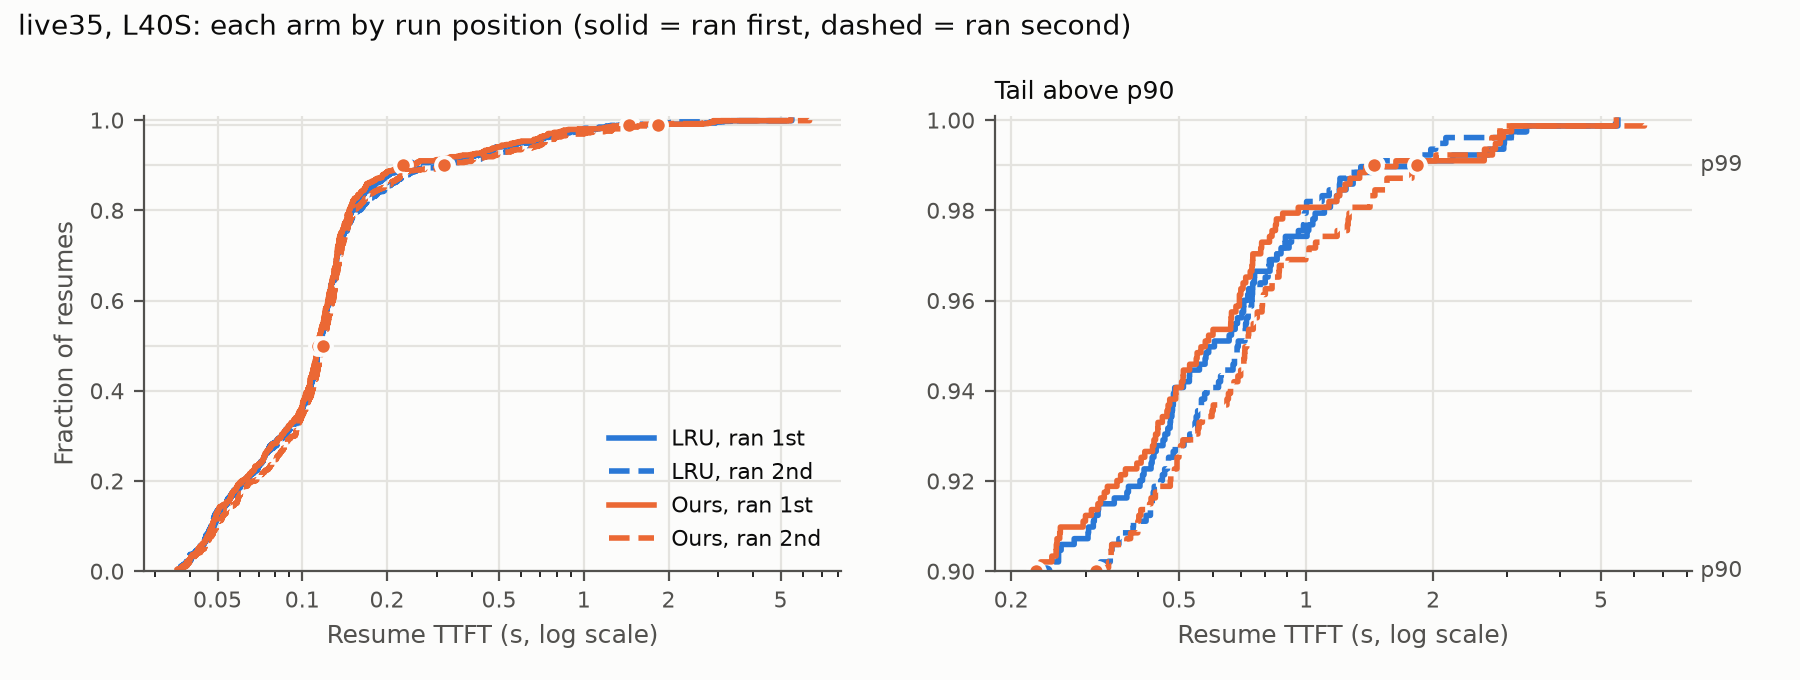 live35, L40S: each arm by run position (solid = ran first, dashed = ran second)
Fraction of resumes
1.0
0.8
0.6
0.4
0.2
0.0
LRU, ran 1st
LRU, ran 2nd
Ours, ran 1st
Ours, ran 2nd
0.05 0.1 0.2 0.5 1 2 5
Resume TTFT (s, log scale)
Tail above p90
1.00
0.98
0.96
0.94
0.92
0.90
p99
p90
0.2 0.5 1 2 5
Resume TTFT (s, log scale)